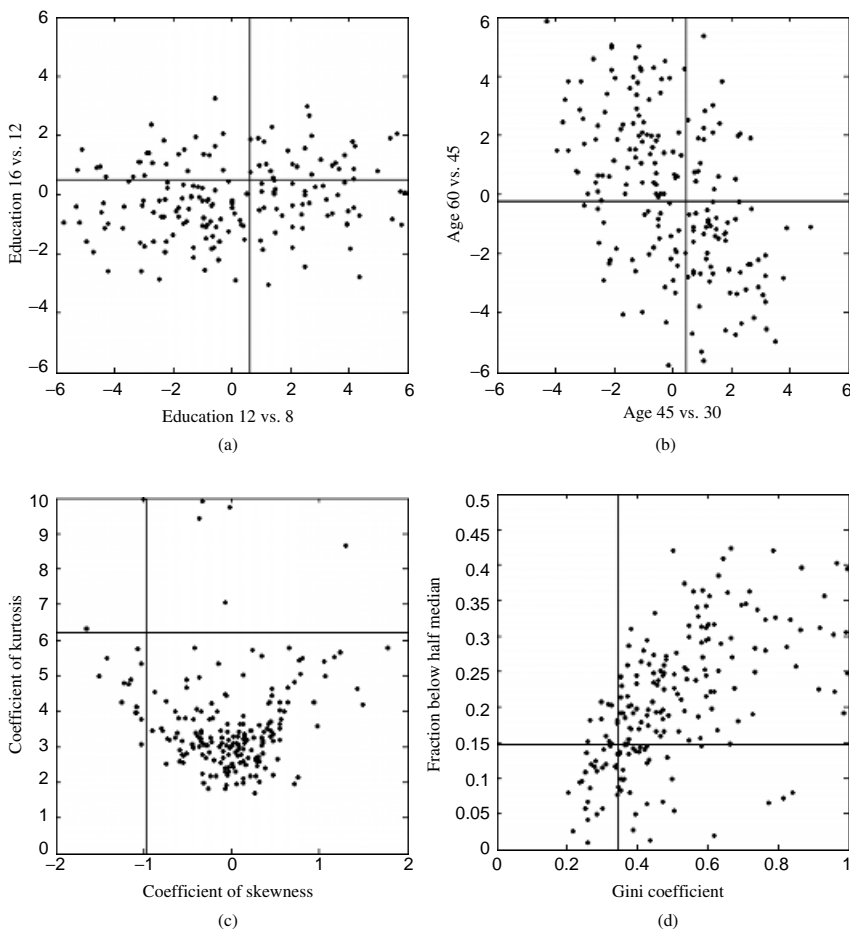 6
4
2
0
−2
−4
−6
Education 16 vs. 12
−6 −4 −2 0 2 4 6
Education 12 vs. 8
(a)
6
4
2
0
−2
−4
−6
Age 60 vs. 45
−6 −4 −2 0 2 4 6
Age 45 vs. 30
(b)
10
9
8
7
6
5
4
3
2
1
0
Coefficient of kurtosis
−2 −1 0 1 2
Coefficient of skewness
(c)
0.5
0.45
0.4
0.35
0.3
0.25
0.2
0.15
0.1
0.05
0
Fraction below half median
0 0.2 0.4 0.6 0.8 1
Gini coefficient
(d)